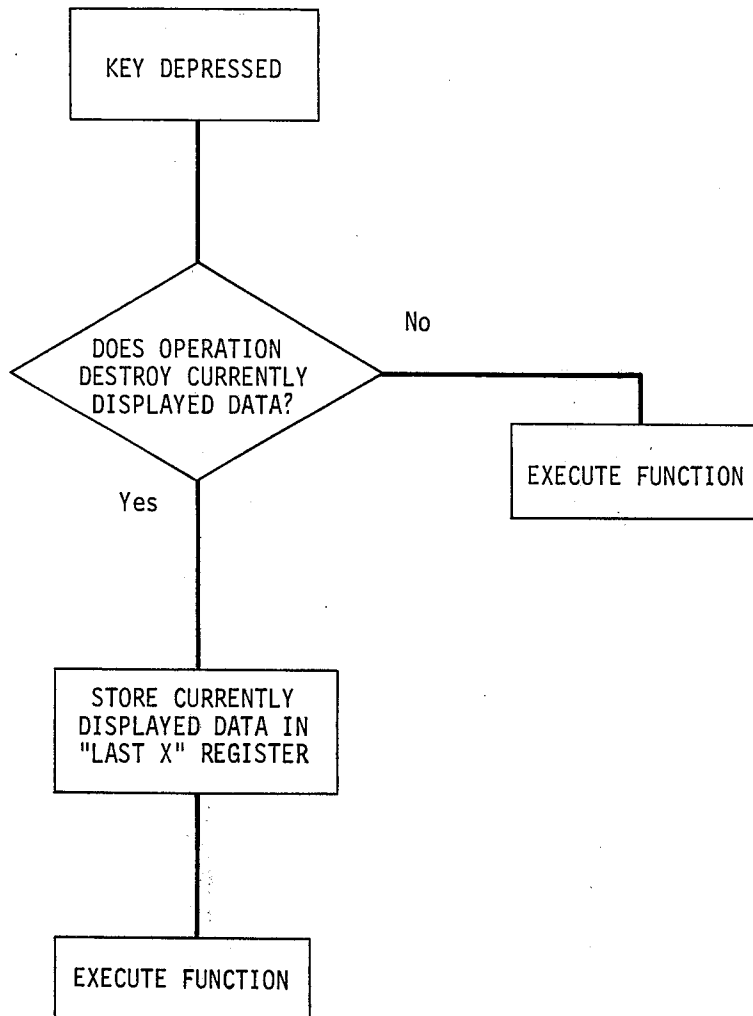 KEY DEPRESSED
DOES OPERATION
DESTROY CURRENTLY
DISPLAYED DATA?
No
EXECUTE FUNCTION
Yes
STORE CURRENTLY
DISPLAYED DATA IN
"LAST X" REGISTER
EXECUTE FUNCTION